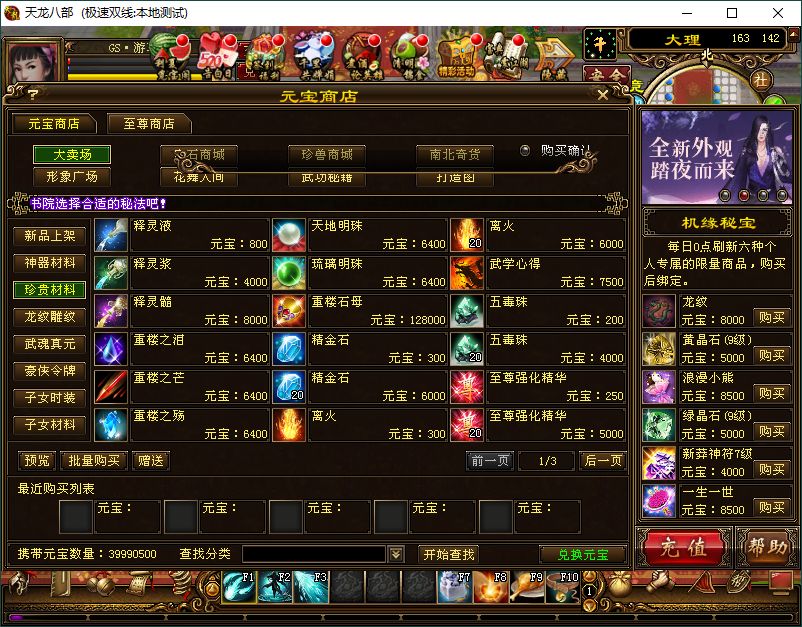 天龙八部 (极速双线:本地测试)
GS·游
大理 163 142
北
安全
社
元宝商店
元宝商店 至尊商店
大卖场 石商城 珍兽商城 南北奇货 购买确认
形象广场 花舞人间 武功秘籍 打造图
书院选择合适的秘法吧!
新品上架
神器材料
珍贵材料
龙纹雕纹
武魂真元
豪侠令牌
子女时装
子女材料
释灵液 元宝:800
天地明珠 元宝:6400
离火 20 元宝:6000
释灵浆 元宝:4000
琉璃明珠 元宝:6400
武学心得 元宝:7500
释灵髓 元宝:8000
重楼石母 元宝:128000
五毒珠 元宝:200
重楼之泪 元宝:6400
精金石 元宝:300
五毒珠 20 元宝:4000
重楼之芒 元宝:6400
精金石 20 元宝:6000
至尊强化精华 元宝:250
重楼之殇 元宝:6400
离火 元宝:300
至尊强化精华 20 元宝:5000
预览 批量购买 赠送 前一页 1/3 后一页
最近购买列表
元宝: 元宝: 元宝: 元宝: 元宝:
携带元宝数量:39990500 查找分类 开始查找 兑换元宝
全新外观
踏夜而来
机缘秘宝
每日0点刷新六种个
人专属的限量商品,购买
后绑定。
龙纹
元宝:8000 购买
黄晶石(9级)
元宝:5000 购买
浪漫小熊
元宝:8500 购买
绿晶石(9级)
元宝:5000 购买
新莽神符7级
元宝:4000 购买
一生一世
元宝:8500 购买
充值 帮助
F1 F2 F3 F7 F8 F9 F10 1